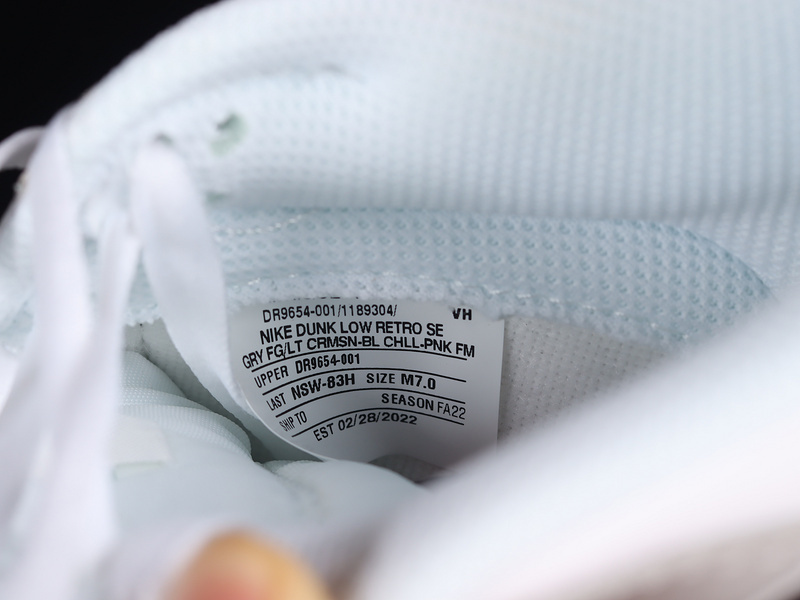 DR9654-001/1189304/ VH
NIKE DUNK LOW RETRO SE
GRY FG/LT CRMSN-BL CHLL-PNK FM
UPPER DR9654-001
LAST NSW-83H SIZE M7.0
SHIP TO SEASON FA22
EST 02/28/2022